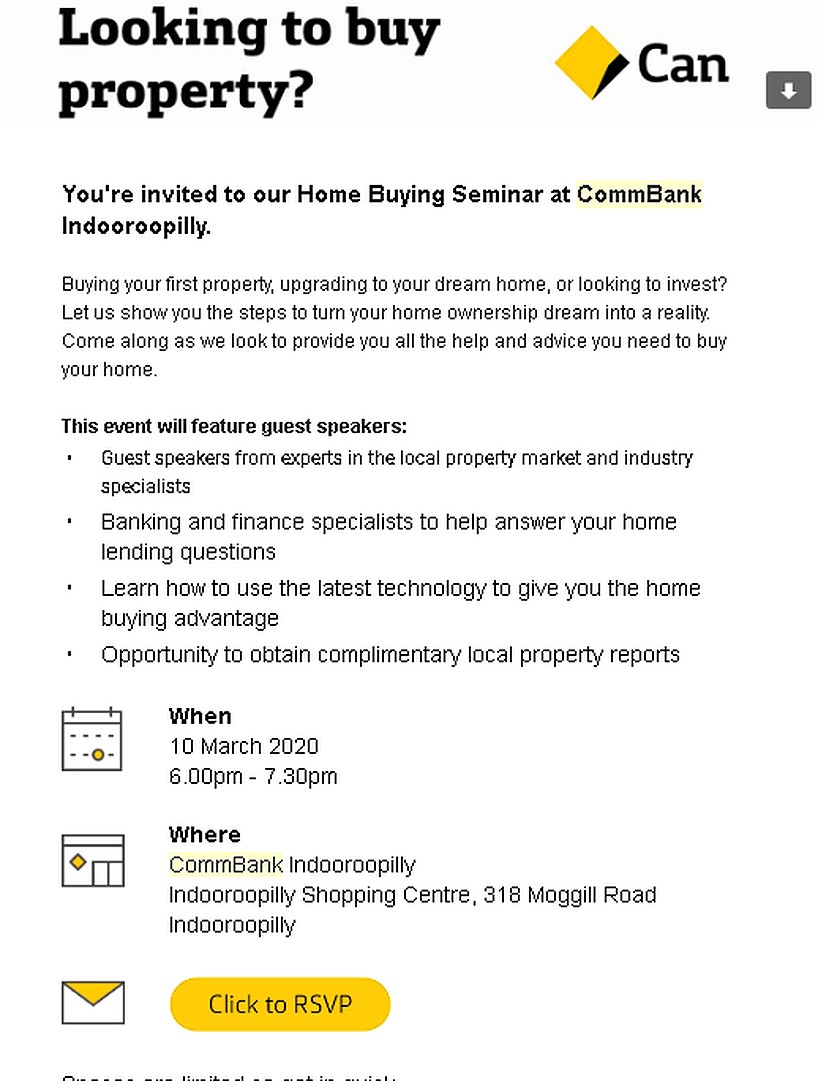 Looking to buy
property?
Can
You're invited to our Home Buying Seminar at CommBank
Indooroopilly.
Buying your first property, upgrading to your dream home, or looking to invest?
Let us show you the steps to turn your home ownership dream into a reality.
Come along as we look to provide you all the help and advice you need to buy
your home.
This event will feature guest speakers:
· Guest speakers from experts in the local property market and industry
specialists
· Banking and finance specialists to help answer your home
lending questions
· Learn how to use the latest technology to give you the home
buying advantage
· Opportunity to obtain complimentary local property reports
When
10 March 2020
6.00pm - 7.30pm
Where
CommBank Indooroopilly
Indooroopilly Shopping Centre, 318 Moggill Road
Indooroopilly
Click to RSVP